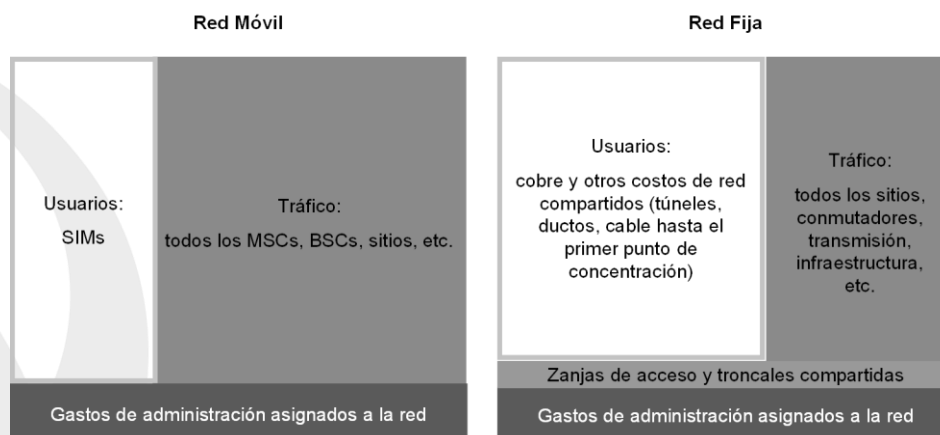 Red Móvil
Usuarios:
SIMs
Tráfico:
todos los MSCs, BSCs, sitios, etc.
Gastos de administración asignados a la red
Red Fija
Usuarios:
cobre y otros costos de red
compartidos (túneles,
ductos, cable hasta el
primer punto de
concentración)
Tráfico:
todos los sitios,
conmutadores,
transmisión,
infraestructura,
etc.
Zanjas de acceso y troncales compartidas
Gastos de administración asignados a la red